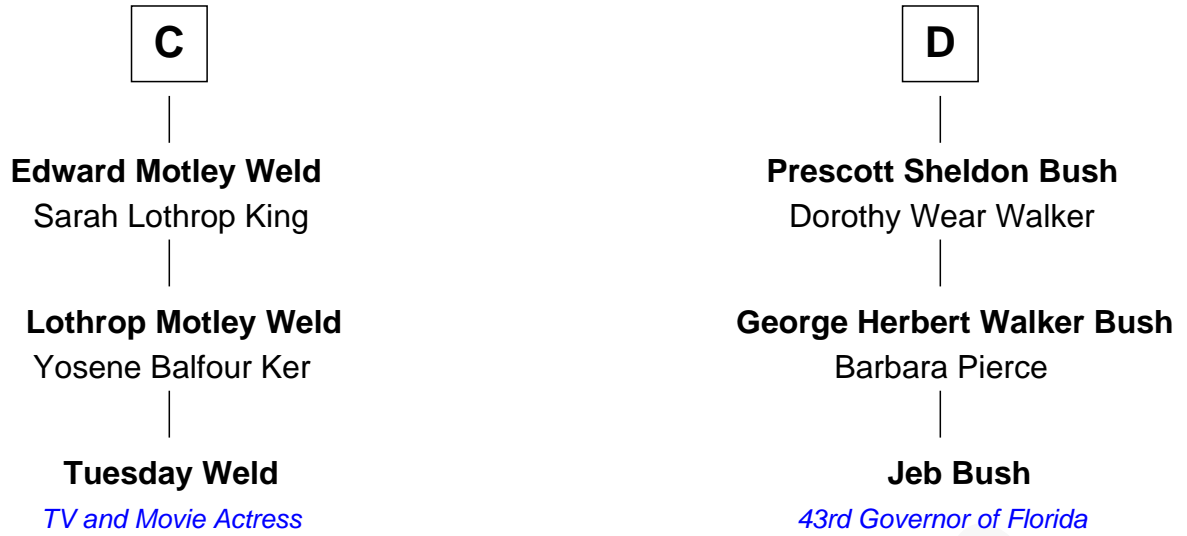 C
Edward Motley Weld
Sarah Lothrop King
Lothrop Motley Weld
Yosene Balfour Ker
Tuesday Weld
TV and Movie Actress
D
Prescott Sheldon Bush
Dorothy Wear Walker
George Herbert Walker Bush
Barbara Pierce
Jeb Bush
43rd Governor of Florida